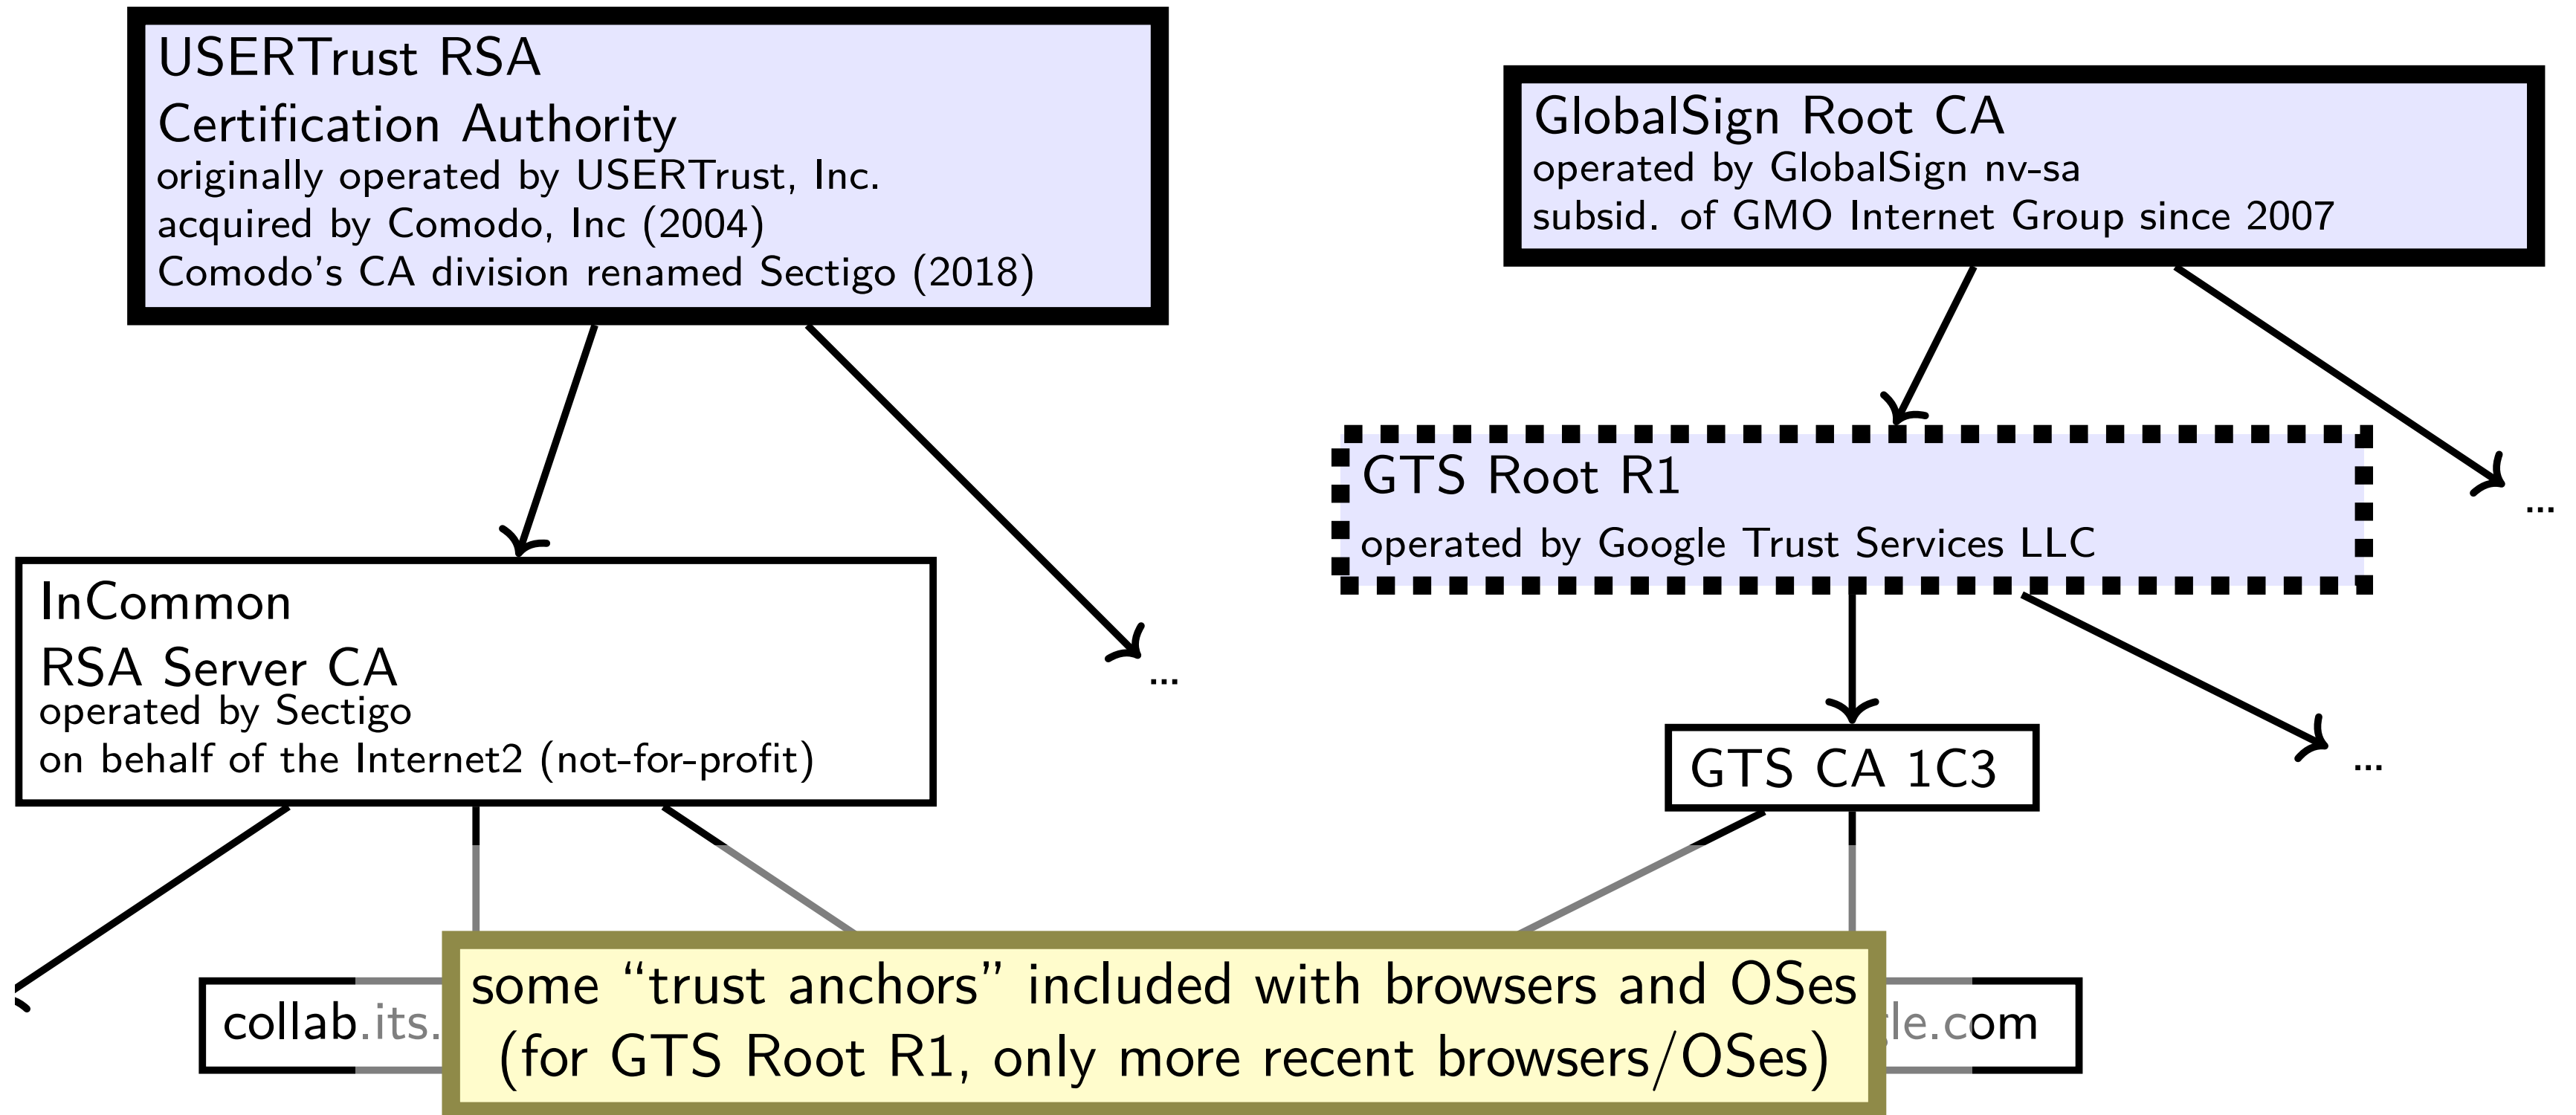 USERTrust RSA
Certification Authority
originally operated by USERTrust, Inc.
acquired by Comodo, Inc (2004)
Comodo's CA division renamed Sectigo (2018)
GlobalSign Root CA
operated by GlobalSign nv-sa
subsid. of GMO Internet Group since 2007
GTS Root R1
operated by Google Trust Services LLC
...
InCommon
RSA Server CA
operated by Sectigo
on behalf of the Internet2 (not-for-profit)
...
GTS CA 1C3
...
collab.its.
some “trust anchors” included with browsers and OSes
(for GTS Root R1, only more recent browsers/OSes)
gle.com